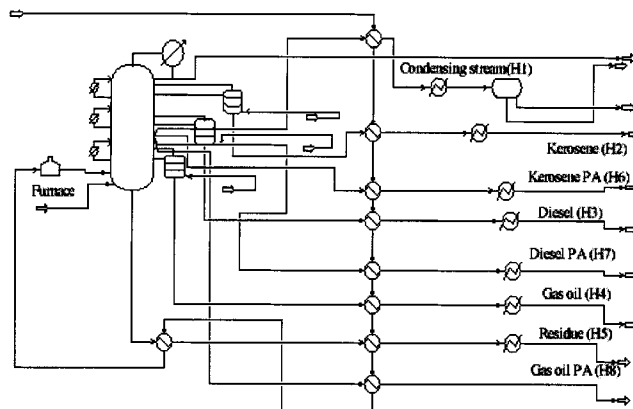 Condensing stream(H1)
Kerosene (H2)
Kerosene PA (H6)
Furnace
Diesel (H3)
Diesel PA (H7)
Gas oil (H4)
Residue (H5)
Gas oil PA (H8)